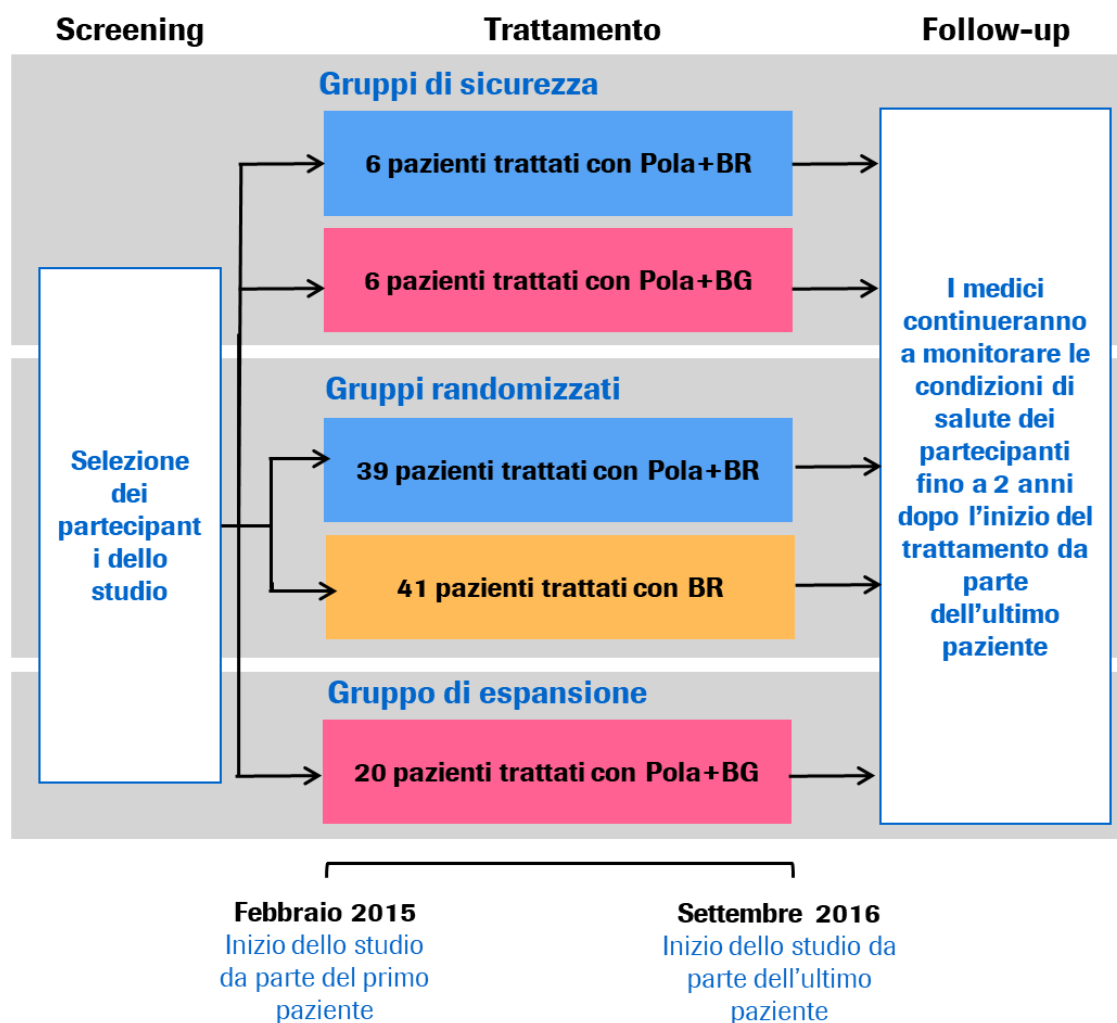 Screening
Trattamento
Follow-up
Gruppi di sicurezza
6 pazienti trattati con Pola+BR
6 pazienti trattati con Pola+BG
Gruppi randomizzati
39 pazienti trattati con Pola+BR
41 pazienti trattati con BR
Gruppo di espansione
20 pazienti trattati con Pola+BG
Selezione
dei
partecipant
i dello
studio
I medici
continueranno
a monitorare le
condizioni di
salute dei
partecipanti
fino a 2 anni
dopo l’inizio del
trattamento da
parte
dell’ultimo
paziente
Febbraio 2015
Inizio dello studio
da parte del primo
paziente
Settembre 2016
Inizio dello studio da
parte dell’ultimo
paziente